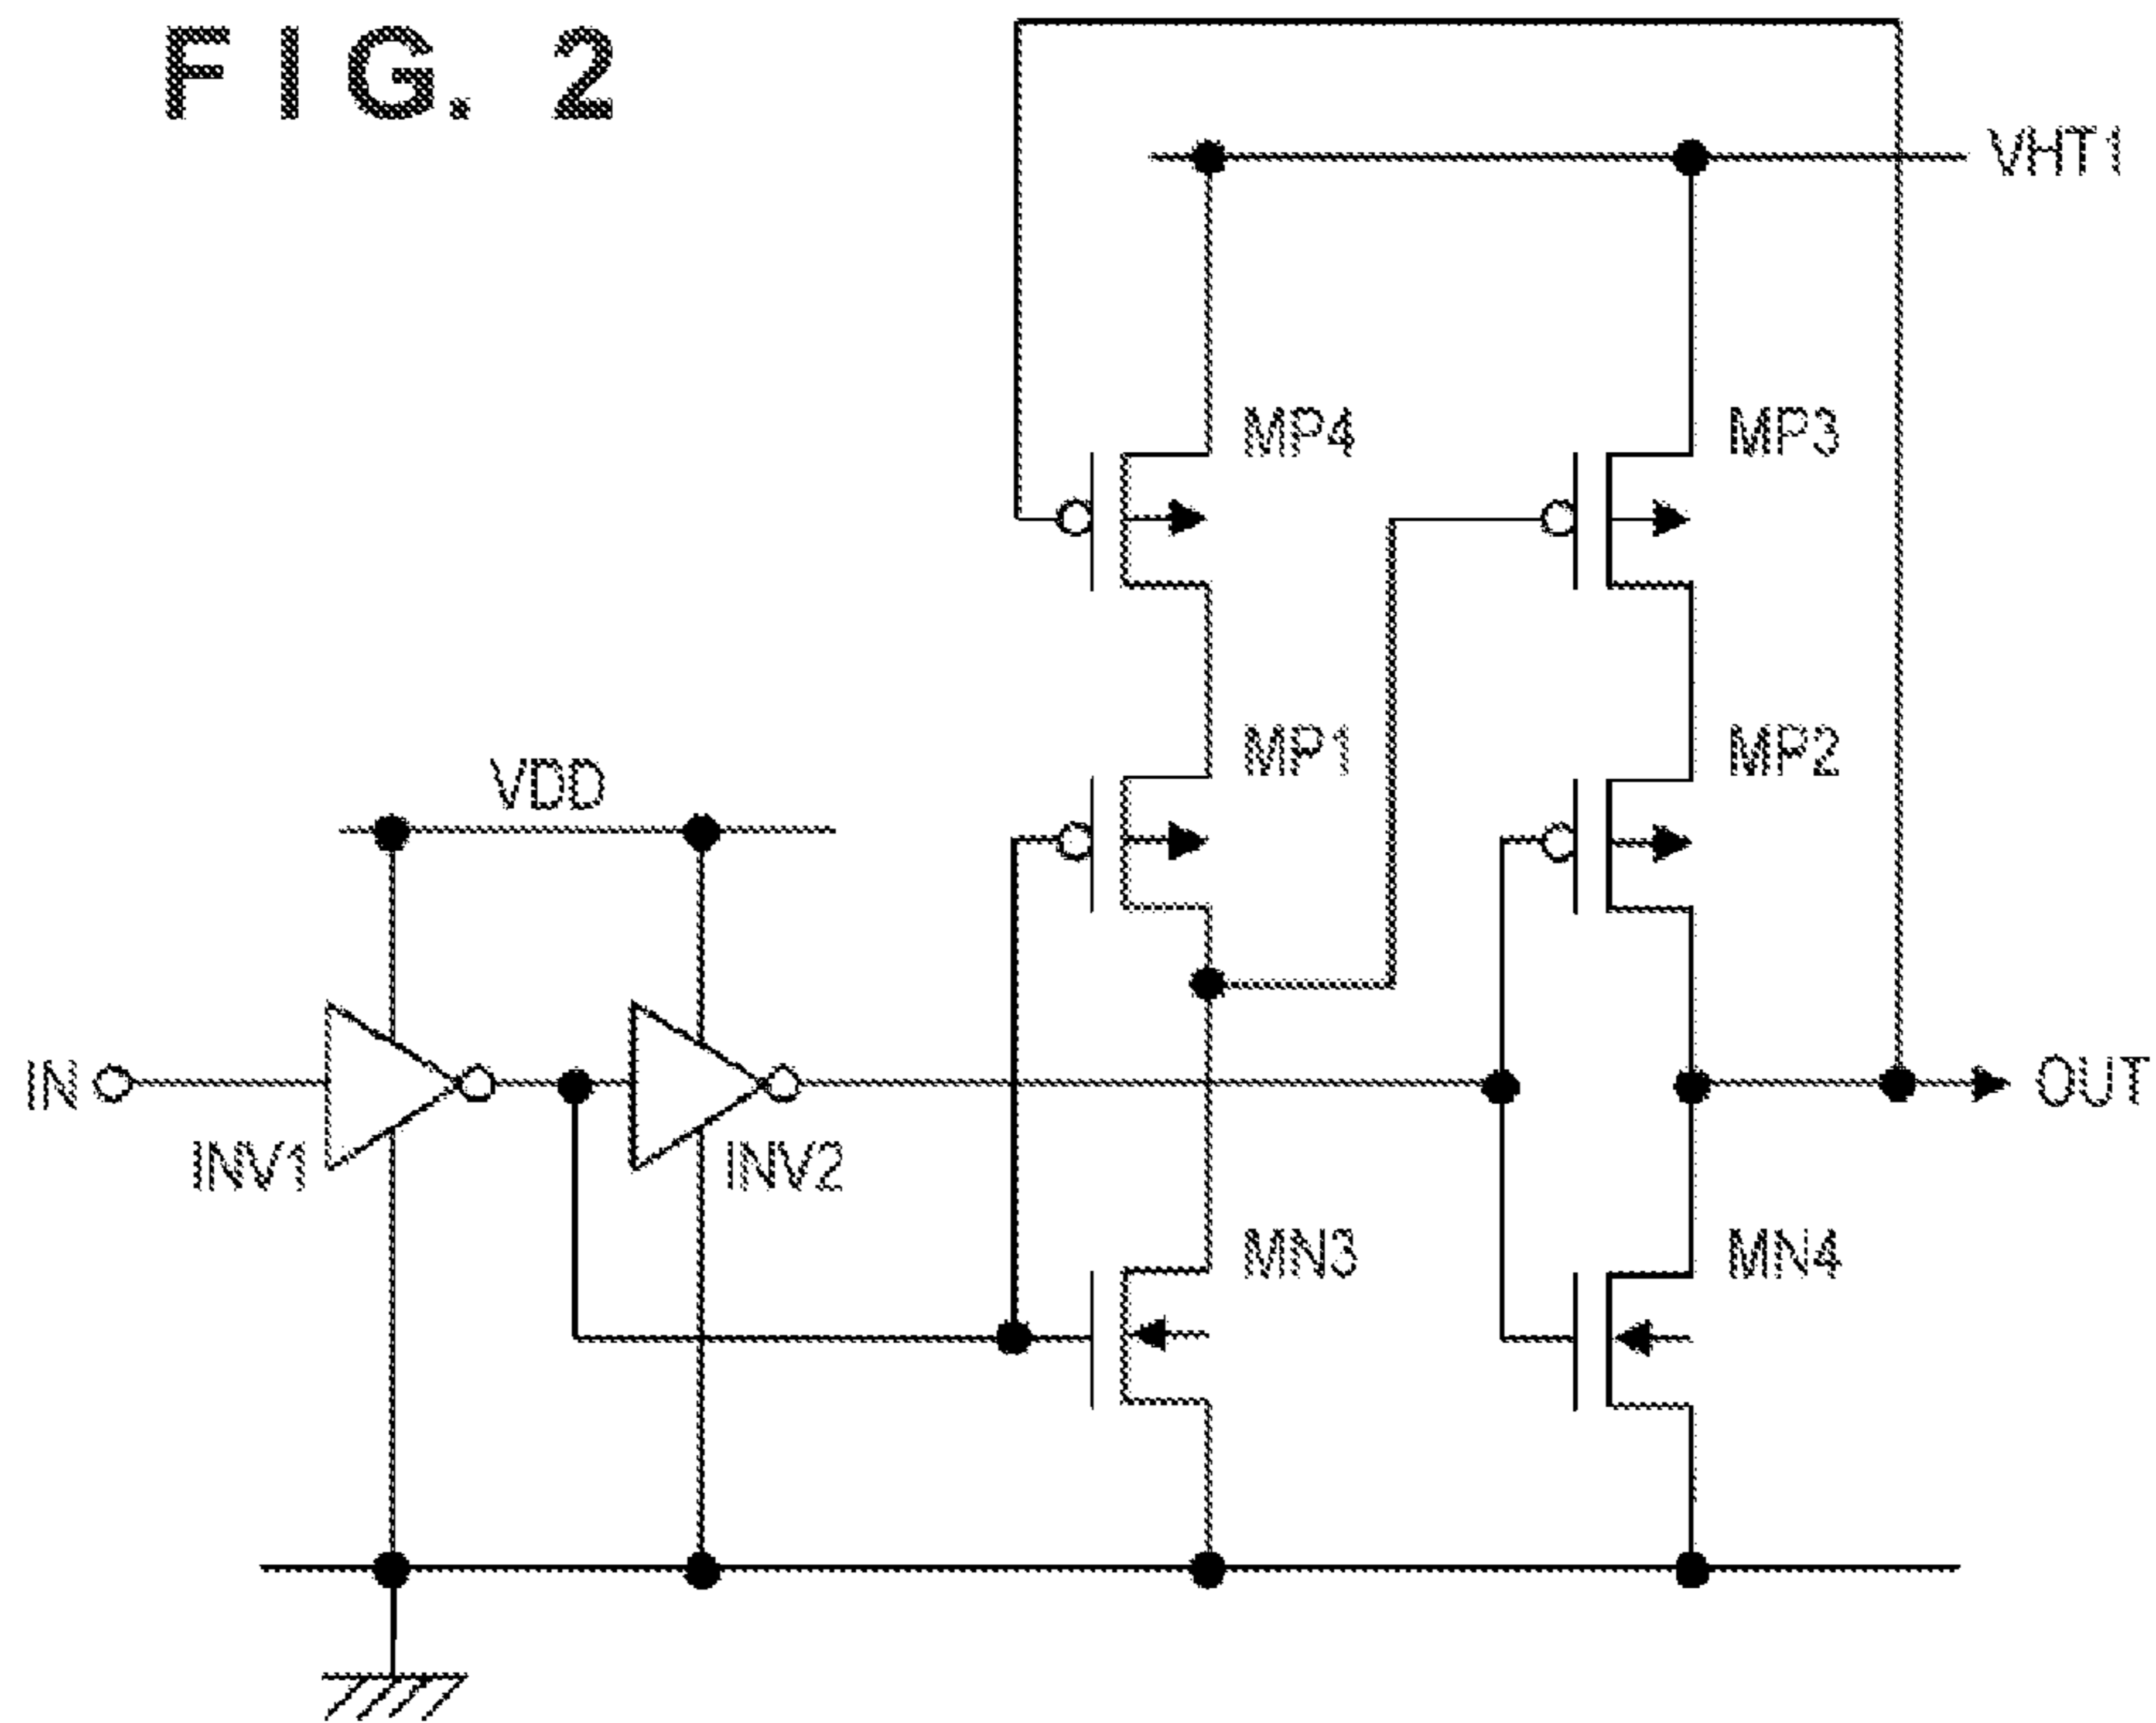 FIG. 2
VHT1
MP4
MP3
MP1
MP2
VDD
IN
OUT
INV1
INV2
MN3
MN4